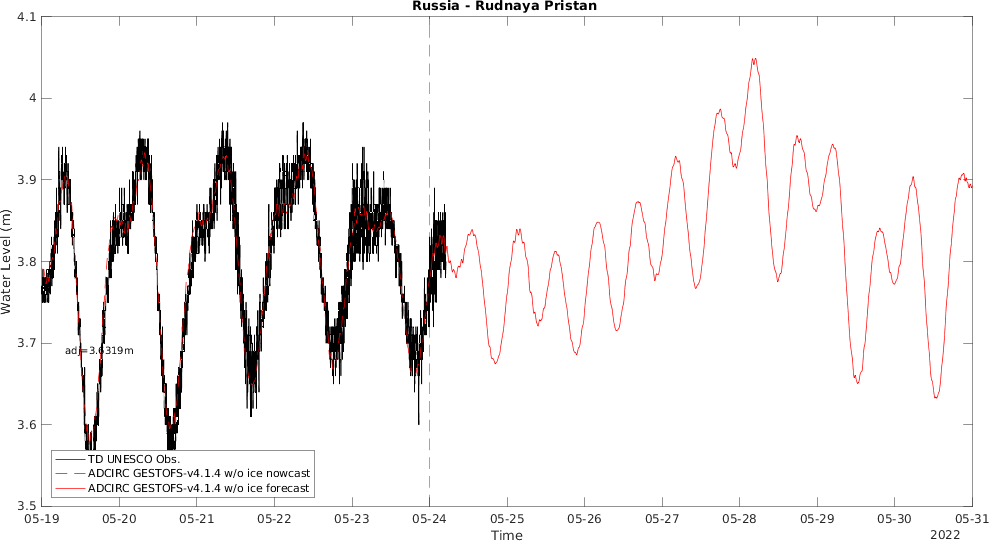 Russia - Rudnaya Pristan
4.1
4
3.9
3.8
3.7
3.6
3.5
Water Level (m)
adj=3.6319m
TD UNESCO Obs.
ADCIRC GESTOFS-v4.1.4 w/o ice nowcast
ADCIRC GESTOFS-v4.1.4 w/o ice forecast
05-19 05-20 05-21 05-22 05-23 05-24 05-25 05-26 05-27 05-28 05-29 05-30 05-31
Time
2022